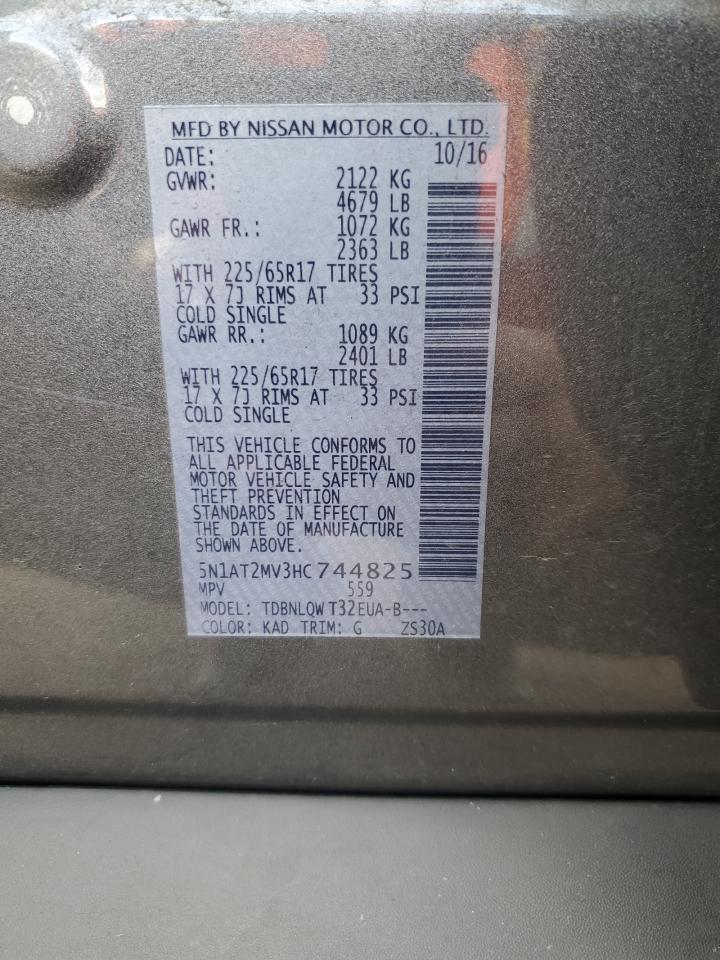 MFD BY NISSAN MOTOR CO., LTD.
DATE: 10/16
GVWR: 2122 KG
4679 LB
GAWR FR.: 1072 KG
2363 LB
WITH 225/65R17 TIRES
17 X 7J RIMS AT 33 PSI
COLD SINGLE
GAWR RR.: 1089 KG
2401 LB
WITH 225/65R17 TIRES
17 X 7J RIMS AT 33 PSI
COLD SINGLE
THIS VEHICLE CONFORMS TO
ALL APPLICABLE FEDERAL
MOTOR VEHICLE SAFETY AND
THEFT PREVENTION
STANDARDS IN EFFECT ON
THE DATE OF MANUFACTURE
SHOWN ABOVE.
5N1AT2MV3HC744825
MPV 559
MODEL: TDBNLQW T32EUA-B---
COLOR: KAD TRIM: G ZS30A